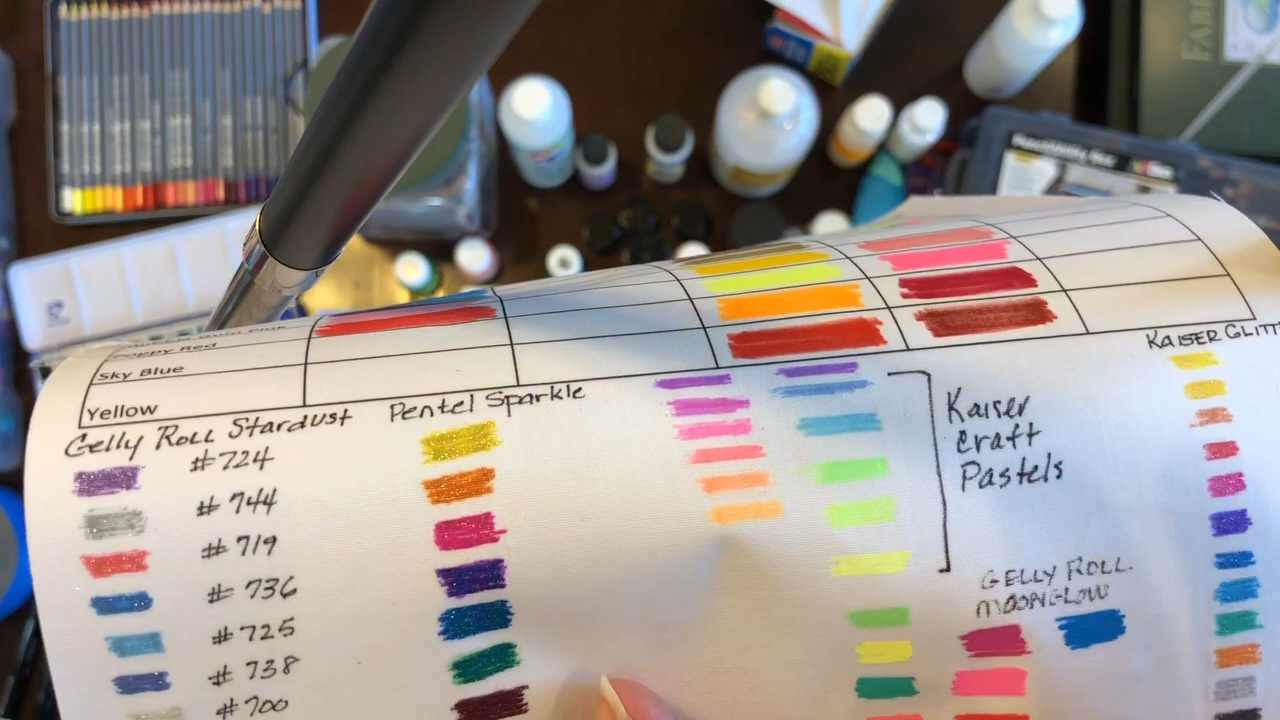 Poppy Red
Sky Blue
Yellow
Gelly Roll Stardust
#724
#744
#719
#736
#725
#738
#700
Pentel Sparkle
Kaiser
Craft
Pastels
GELLY ROLL
MOONGLOW
KAISER GLITT
FABE